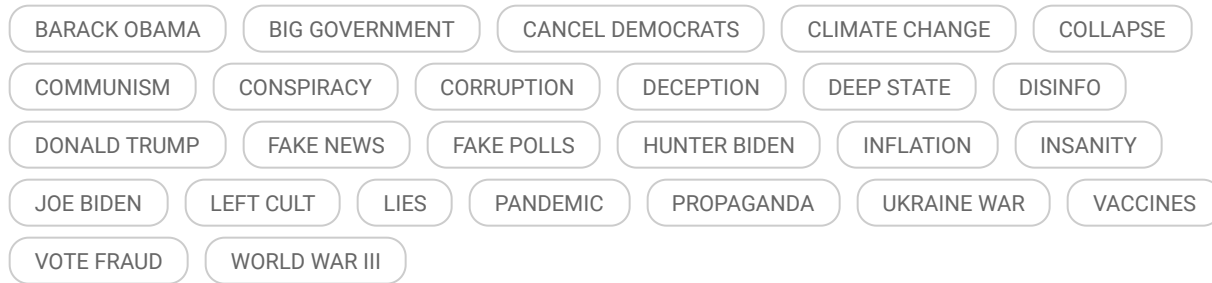 BARACK OBAMA BIG GOVERNMENT CANCEL DEMOCRATS CLIMATE CHANGE COLLAPSE
COMMUNISM CONSPIRACY CORRUPTION DECEPTION DEEP STATE DISINFO
DONALD TRUMP FAKE NEWS FAKE POLLS HUNTER BIDEN INFLATION INSANITY
JOE BIDEN LEFT CULT LIES PANDEMIC PROPAGANDA UKRAINE WAR VACCINES
VOTE FRAUD WORLD WAR III